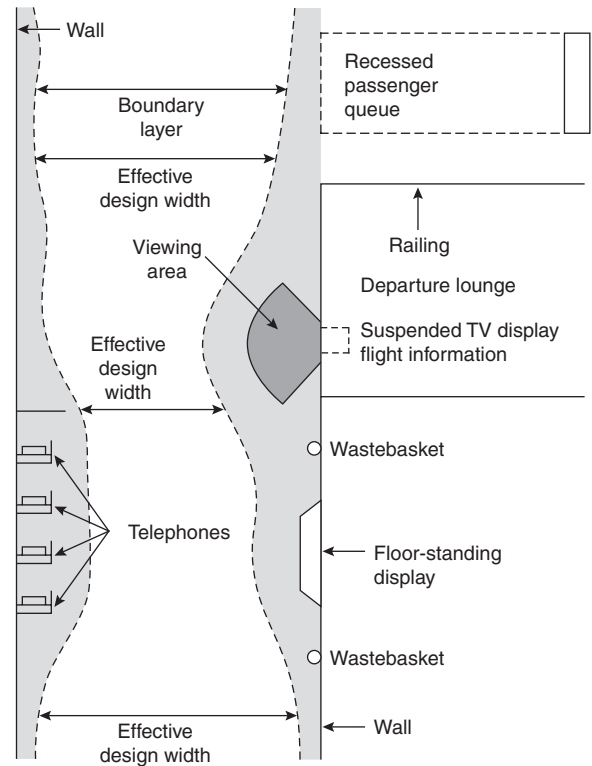 Wall
Recessed
passenger
queue
Boundary
layer
Effective
design width
Railing
Viewing
area
Departure lounge
Suspended TV display
flight information
Effective
design
width
Wastebasket
Telephones
Floor-standing
display
Wastebasket
Effective
design width
Wall